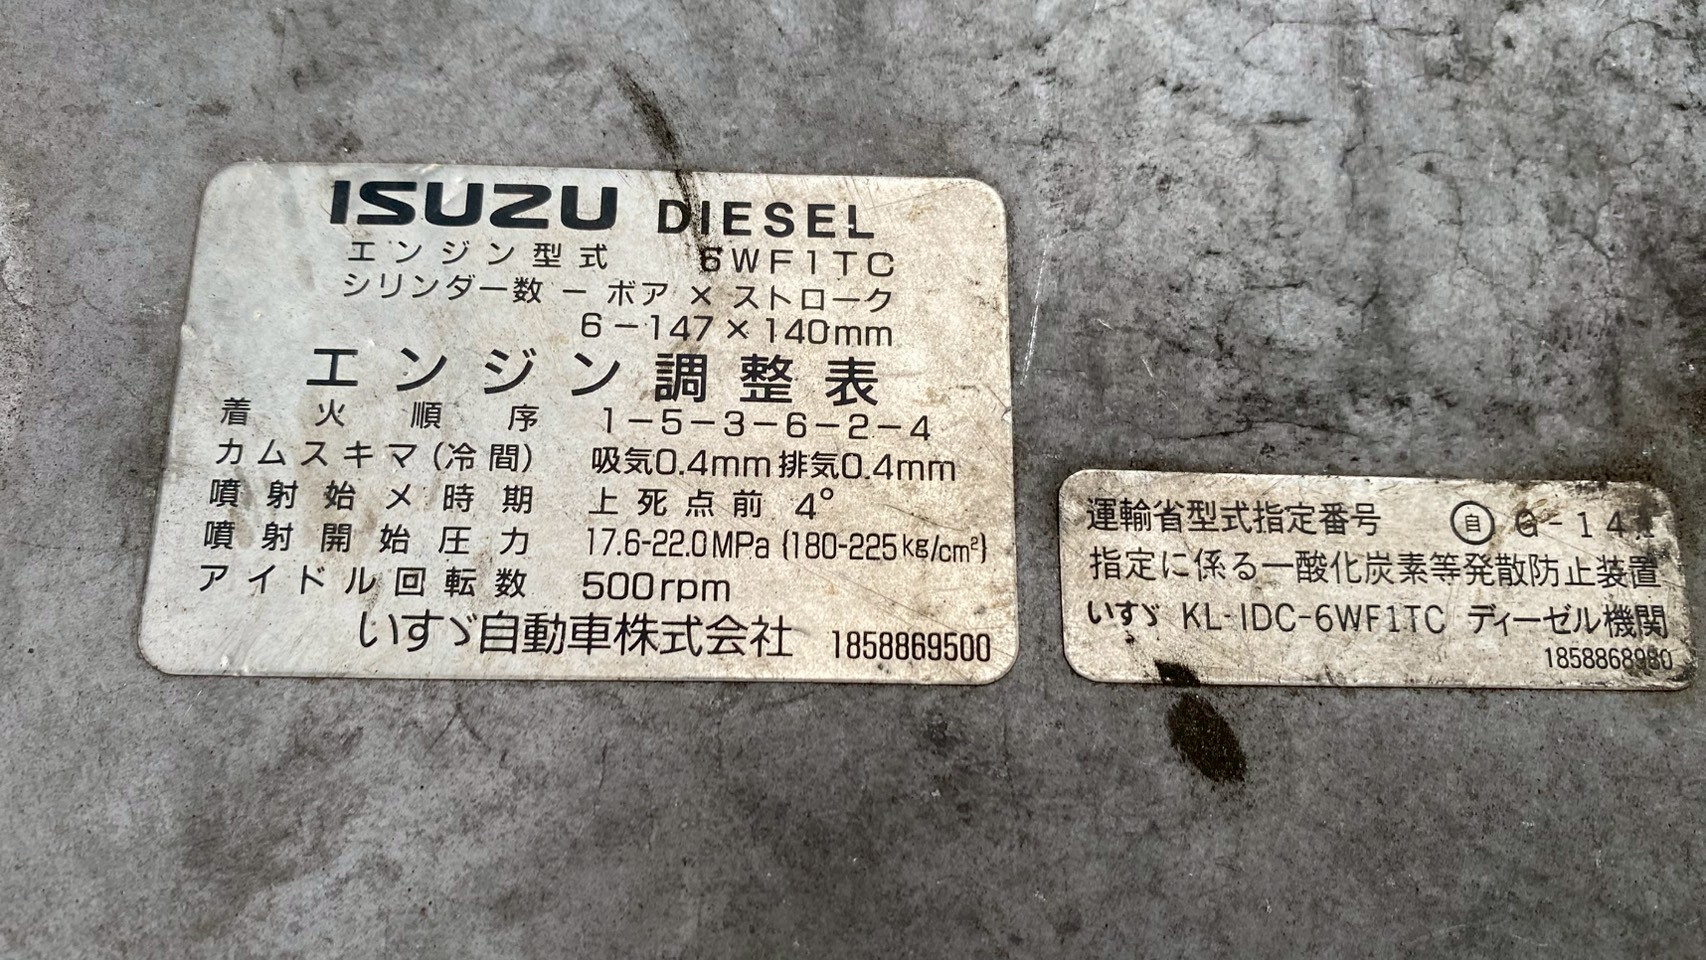 ISUZU DIESEL
エンジン型式 6WF1TC
シリンダー数 − ボア × ストローク
6−147×140mm
エンジン調整表
着火順序 1−5−3−6−2−4
カムスキマ(冷間) 吸気0.4mm排気0.4mm
噴射始メ時期 上死点前 4°
噴射開始圧力 17.6-22.0MPa {180-225kg/cm²}
アイドル回転数 500rpm
いすゞ自動車株式会社 1858869500
運輸省型式指定番号 ㉂ G-141
指定に係る一酸化炭素等発散防止装置
いすゞ KL-IDC-6WF1TC ディーゼル機関
1858868980